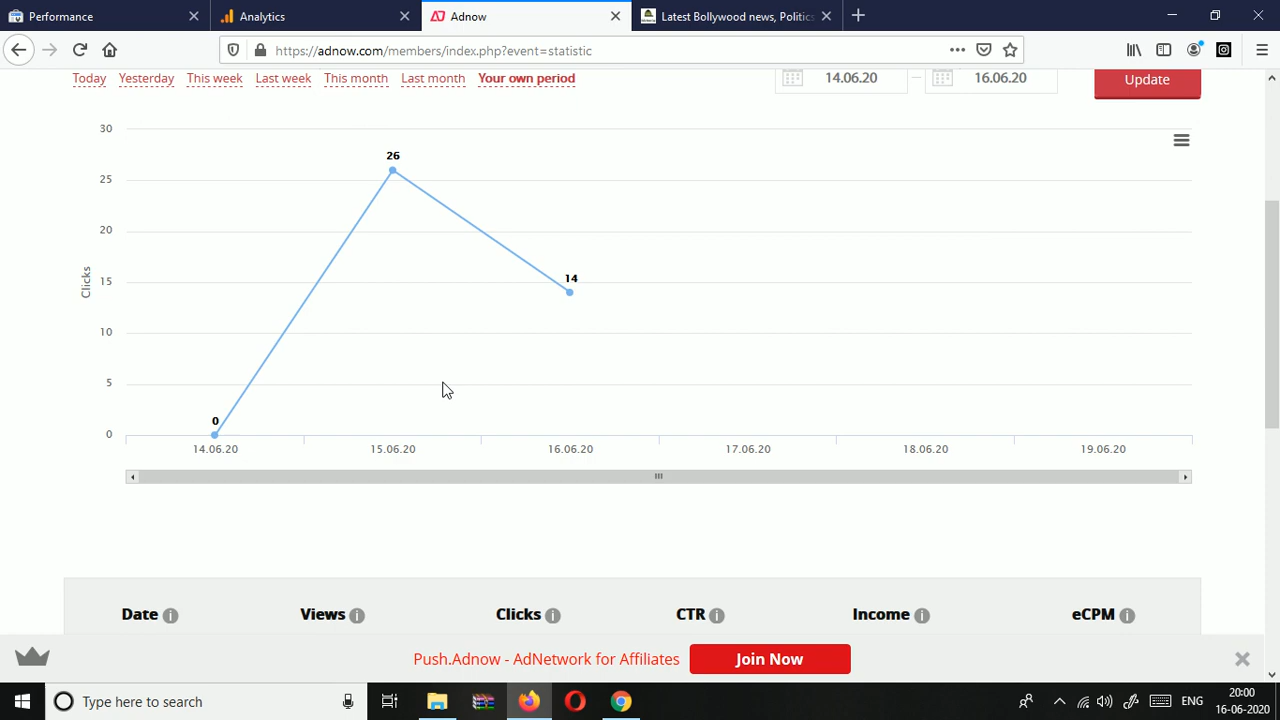 Performance
Analytics
Adnow
Latest Bollywood news, Politics
https://adnow.com/members/index.php?event=statistic
Today Yesterday This week Last week This month Last month Your own period
14.06.20 — 16.06.20
Update
30
25
20
15
10
5
0
Clicks
26
14
0
14.06.20 15.06.20 16.06.20 17.06.20 18.06.20 19.06.20
Date Views Clicks CTR Income eCPM
Push.Adnow - AdNetwork for Affiliates
Join Now
Type here to search
ENG
20:00
16-06-2020